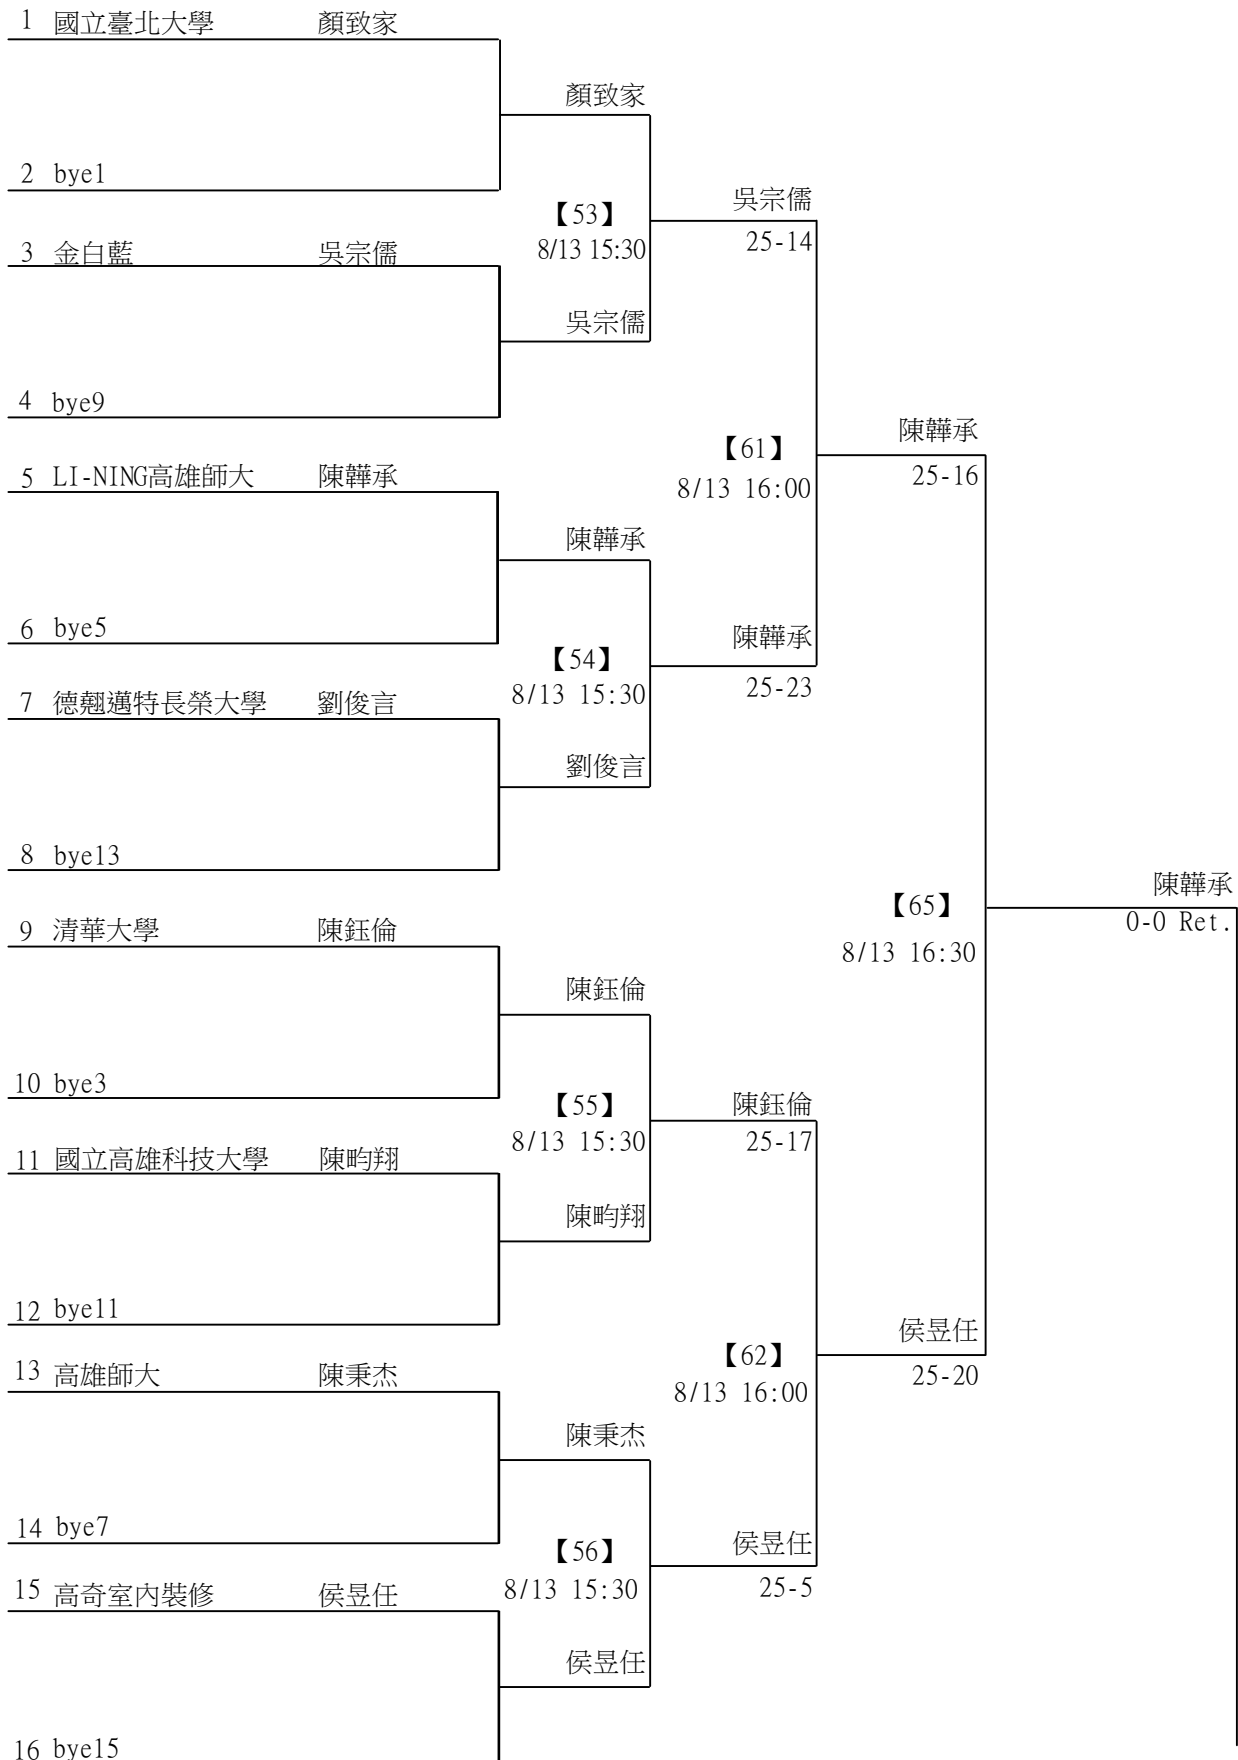 1 國立臺北大學 顏致家
顏致家
2 bye1
吳宗儒
【53】
25-14
8/13 15:30
3 金白藍 吳宗儒
吳宗儒
4 bye9
陳韡承
【61】
25-16
5 LI-NING高雄師大 陳韡承
8/13 16:00
陳韡承
6 bye5
陳韡承
【54】
25-23
8/13 15:30
7 德翹邁特長榮大學 劉俊言
劉俊言
8 bye13
陳韡承
【65】
0-0 Ret.
9 清華大學 陳鈺倫
8/13 16:30
陳鈺倫
10 bye3
【55】
陳鈺倫
8/13 15:30
25-17
11 國立高雄科技大學 陳畇翔
陳畇翔
12 bye11
侯昱任
【62】
25-20
13 高雄師大 陳秉杰
8/13 16:00
陳秉杰
14 bye7
侯昱任
【56】
25-5
8/13 15:30
15 高奇室內裝修 侯昱任
侯昱任
16 bye15